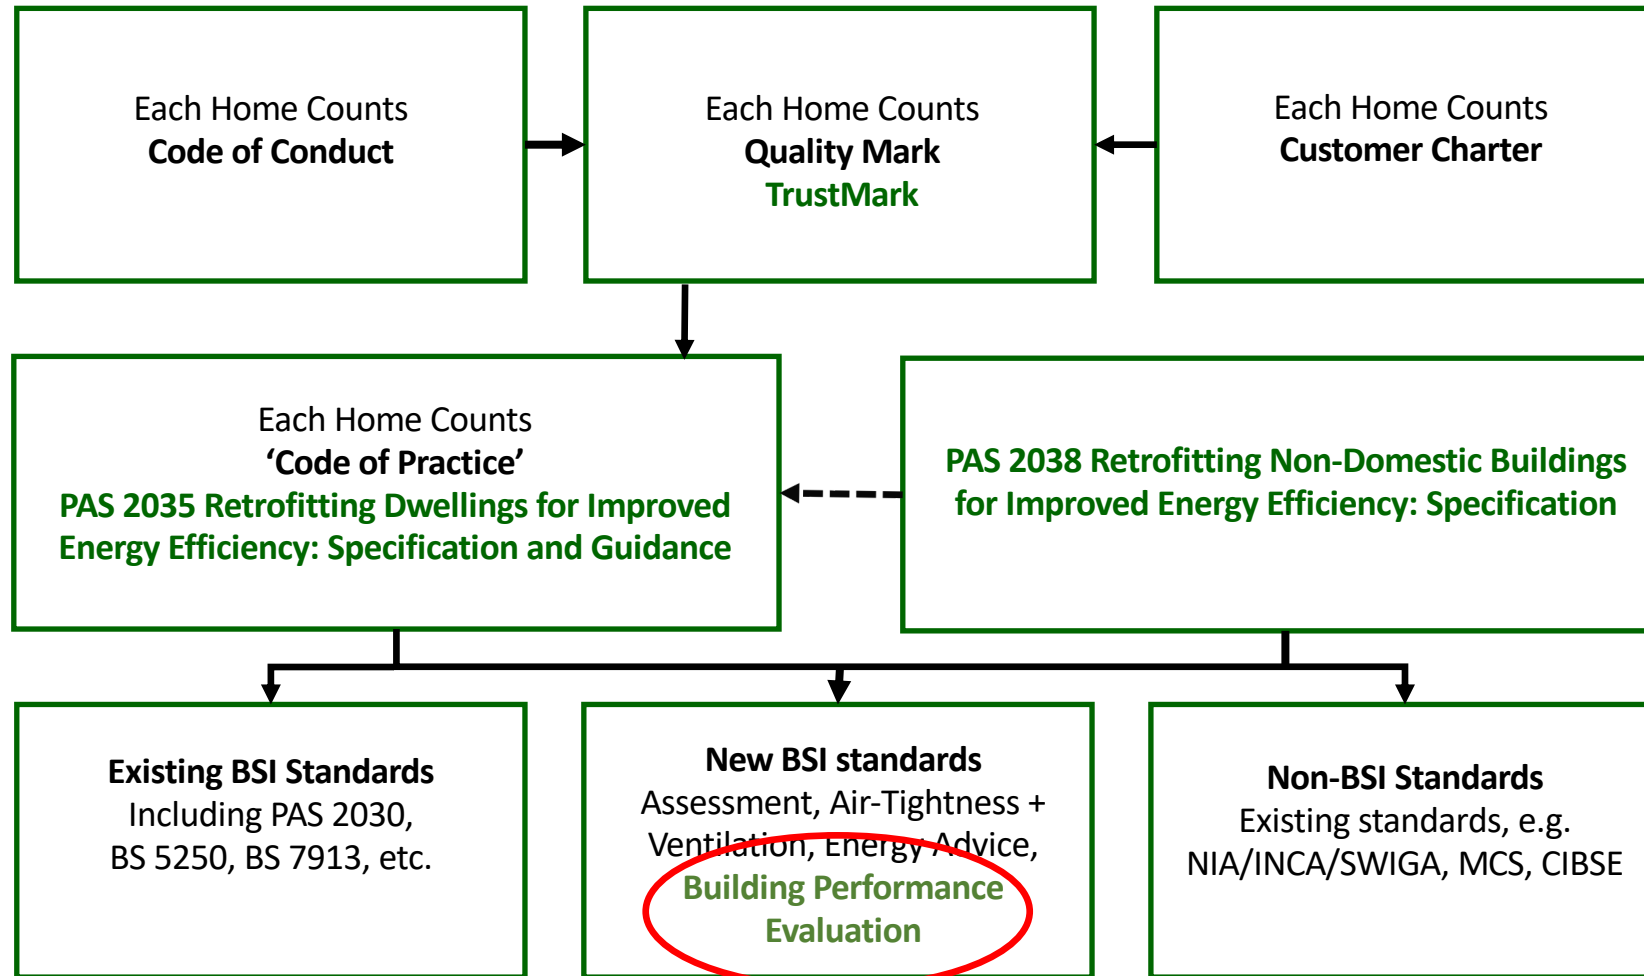 Each Home Counts
Code of Conduct
Each Home Counts
Quality Mark
TrustMark
Each Home Counts
Customer Charter
Each Home Counts
‘Code of Practice’
PAS 2035 Retrofitting Dwellings for Improved
Energy Efficiency: Specification and Guidance
PAS 2038 Retrofitting Non-Domestic Buildings
for Improved Energy Efficiency: Specification
Existing BSI Standards
Including PAS 2030,
BS 5250, BS 7913, etc.
New BSI standards
Assessment, Air-Tightness +
Ventilation, Energy Advice,
Building Performance
Evaluation
Non-BSI Standards
Existing standards, e.g.
NIA/INCA/SWIGA, MCS, CIBSE